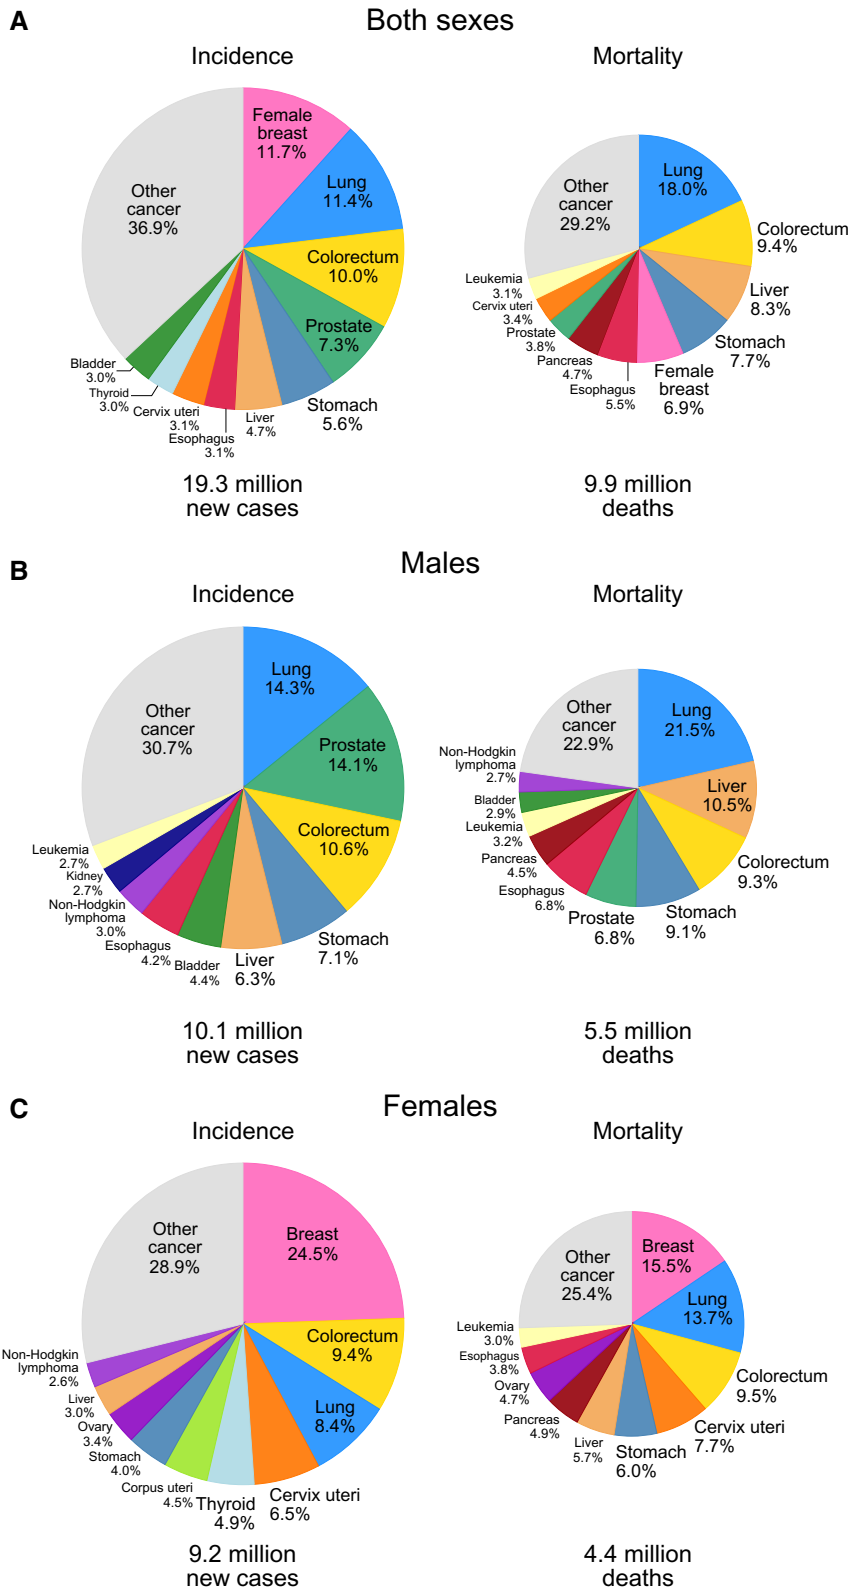 A
Both sexes
Incidence
Female
breast
11.7%
Lung
11.4%
Colorectum
10.0%
Prostate
7.3%
Stomach
5.6%
Liver
4.7%
Esophagus
3.1%
Cervix uteri
3.1%
Thyroid
3.0%
Bladder
3.0%
Other
cancer
36.9%
19.3 million
new cases
Mortality
Lung
18.0%
Colorectum
9.4%
Liver
8.3%
Stomach
7.7%
Female
breast
6.9%
Esophagus
5.5%
Pancreas
4.7%
Prostate
3.8%
Cervix uteri
3.4%
Leukemia
3.1%
Other
cancer
29.2%
9.9 million
deaths
B
Males
Incidence
Lung
14.3%
Prostate
14.1%
Colorectum
10.6%
Stomach
7.1%
Liver
6.3%
Bladder
4.4%
Esophagus
4.2%
Non-Hodgkin
lymphoma
3.0%
Kidney
2.7%
Leukemia
2.7%
Other
cancer
30.7%
10.1 million
new cases
Mortality
Lung
21.5%
Liver
10.5%
Colorectum
9.3%
Stomach
9.1%
Prostate
6.8%
Esophagus
6.8%
Pancreas
4.5%
Leukemia
3.2%
Bladder
2.9%
Non-Hodgkin
lymphoma
2.7%
Other
cancer
22.9%
5.5 million
deaths
C
Females
Incidence
Breast
24.5%
Colorectum
9.4%
Lung
8.4%
Cervix uteri
6.5%
Thyroid
4.9%
Corpus uteri
4.5%
Stomach
4.0%
Ovary
3.4%
Liver
3.0%
Non-Hodgkin
lymphoma
2.6%
Other
cancer
28.9%
9.2 million
new cases
Mortality
Breast
15.5%
Lung
13.7%
Colorectum
9.5%
Cervix uteri
7.7%
Stomach
6.0%
Liver
5.7%
Pancreas
4.9%
Ovary
4.7%
Esophagus
3.8%
Leukemia
3.0%
Other
cancer
25.4%
4.4 million
deaths